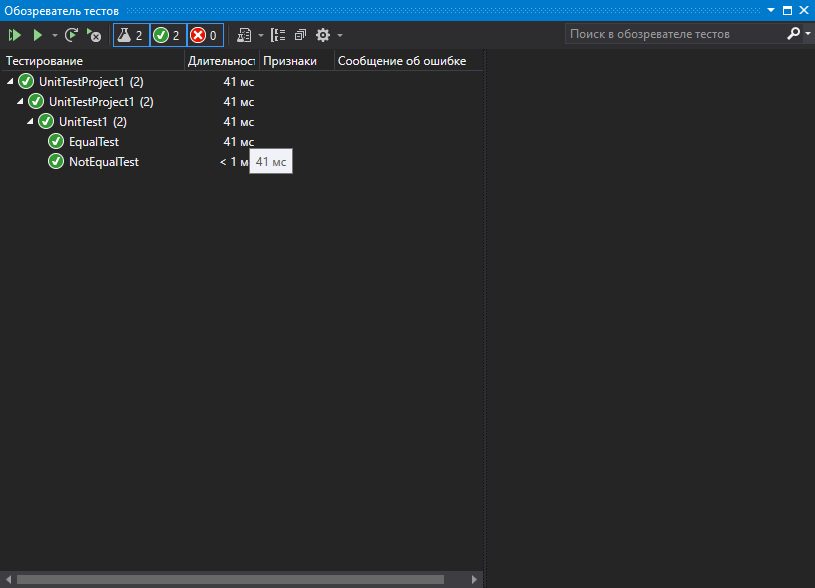 Обозреватель тестов
2 2 0
Поиск в обозревателе тестов
Тестирование Длительност Признаки Сообщение об ошибке
UnitTestProject1 (2) 41 мс
UnitTestProject1 (2) 41 мс
UnitTest1 (2) 41 мс
EqualTest 41 мс
NotEqualTest < 1 м 41 мс